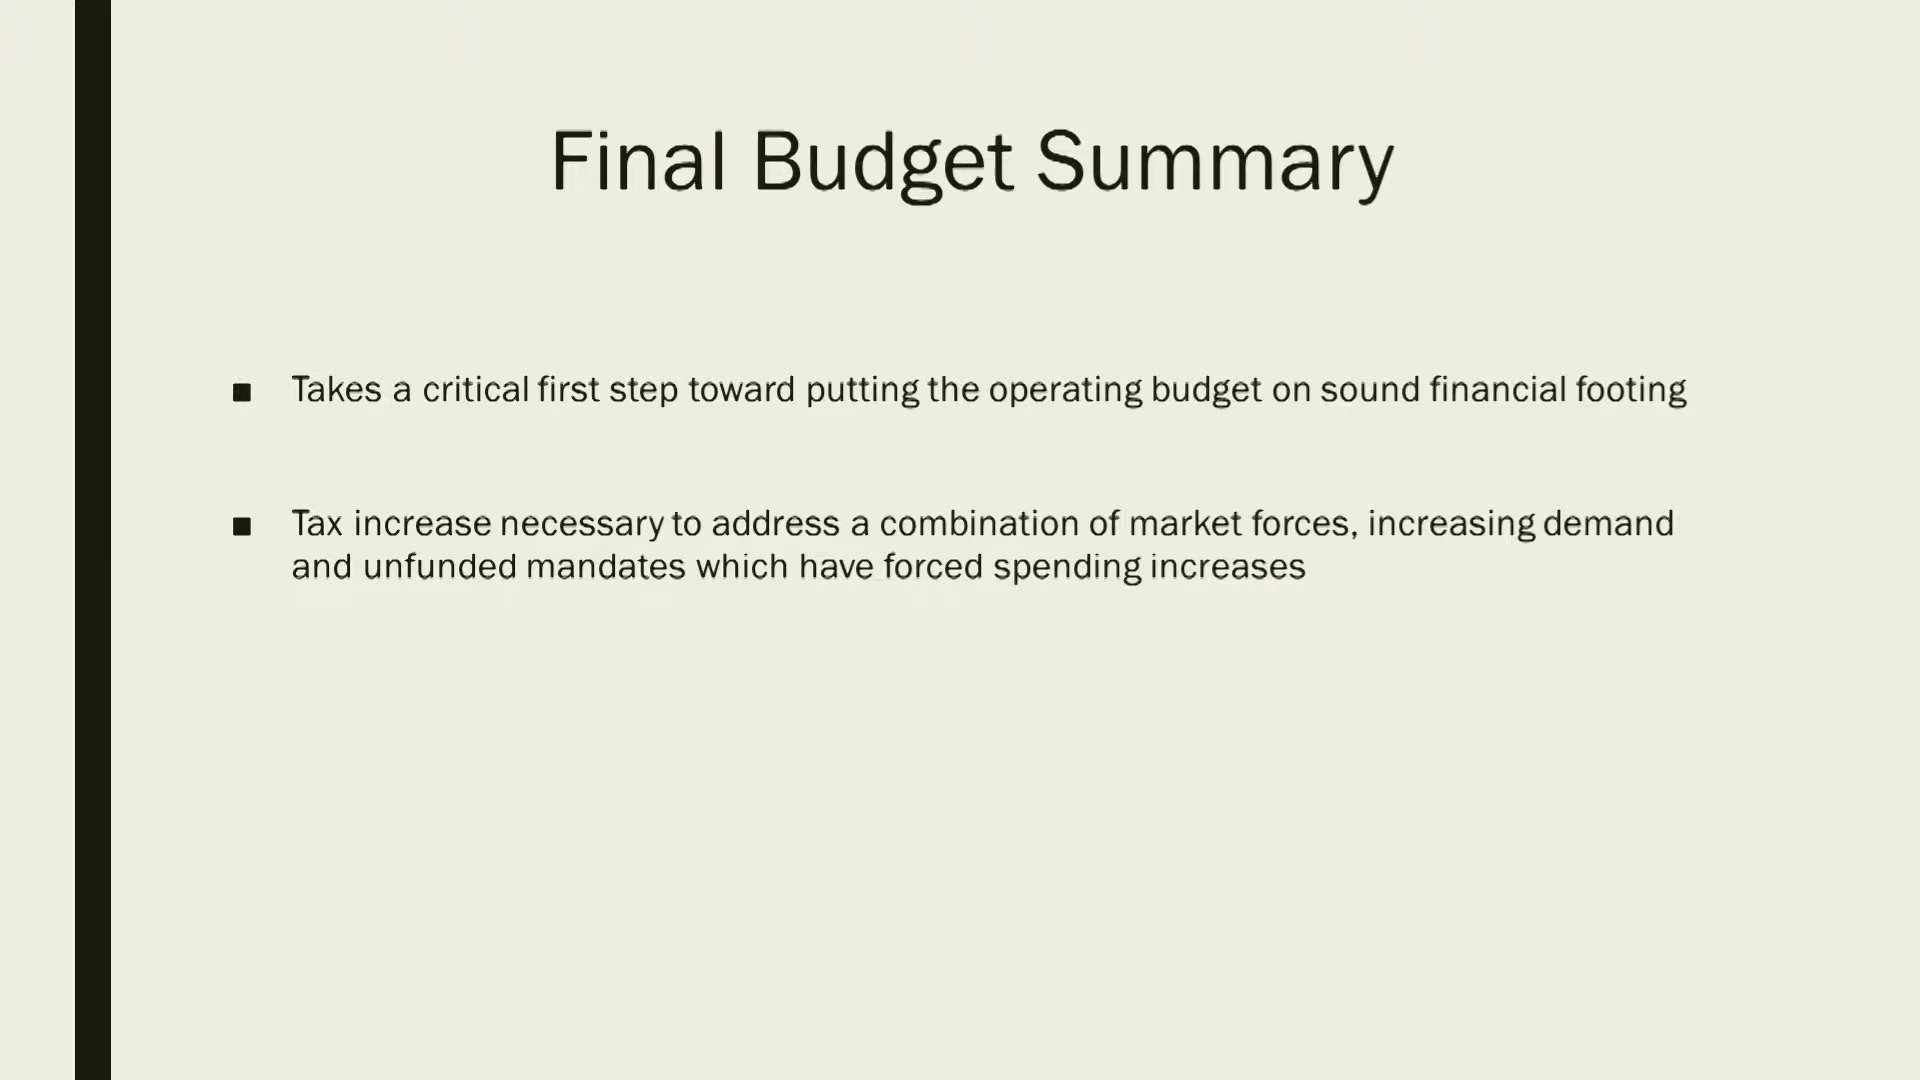 Final Budget Summary
■ Takes a critical first step toward putting the operating budget on sound financial footing
■ Tax increase necessary to address a combination of market forces, increasing demand
and unfunded mandates which have forced spending increases